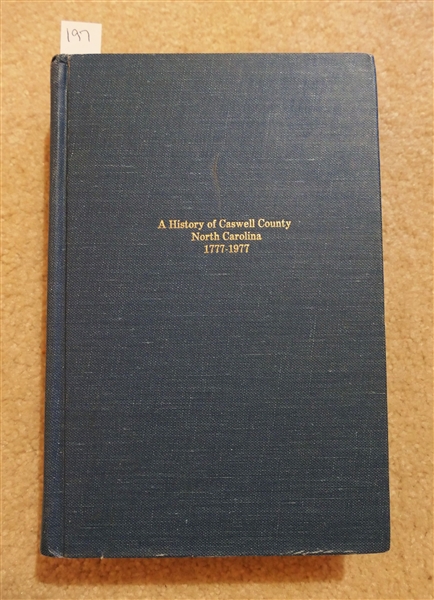 197
A History of Caswell County
North Carolina
1777-1977